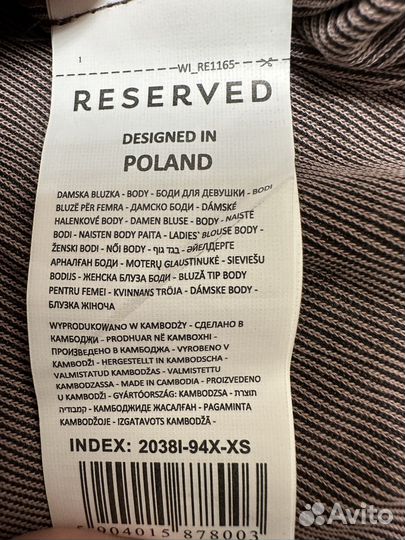 1
WI_RE1165
RESERVED
DESIGNED IN
POLAND
DAMSKA BLUZKA - BODY - БОДИ ДЛЯ ДЕВУШКИ - BODI
BLUZË PËR FEMRA - ДАМСКО БОДИ - DÁMSKÉ
HALENKOVÉ BODY - DAMEN BLUSE - BODY - NAISTE
BODI - NAISTEN BODY PAITA - LADIES` BLOUSE BODY -
ŽENSKI BODI - NŐI BODY - בגד גוף - ӘЙЕЛДЕРГЕ
АРНАЛҒАН БОДИ - MOTERŲ GLAUSTINUKĖ - SIEVIEŠU
BODIJS - ЖЕНСКА БЛУЗА БОДИ - BLUZĂ TIP BODY
PENTRU FEMEI - KVINNANS TRÖJA - DÁMSKE BODY -
БЛУЗКА ЖІНОЧА
WYPRODUKOWANO W KAMBODŻY - СДЕЛАНО В
КАМБОДЖИ - PRODHUAR NË KAMBOXHI -
ПРОИЗВЕДЕНО В КАМБОДЖА - VYROBENO V
KAMBODŽI - HERGESTELLT IN KAMBODSCHA -
VALMISTATUD KAMBODŽAS - VALMISTETTU
KAMBODZASSA - MADE IN CAMBODIA - PROIZVEDENO
U KAMBODŽI - GYÁRTÓORSZÁG: KAMBODZSA - תוצרת
קמבודיה - КАМБОДЖИДЕ ЖАСАЛҒАН - PAGAMINTA
KAMBODŽOJE - IZGATAVOTS KAMBODŽĀ -
INDEX: 2038I-94X-XS
5 904015 878003
Avito